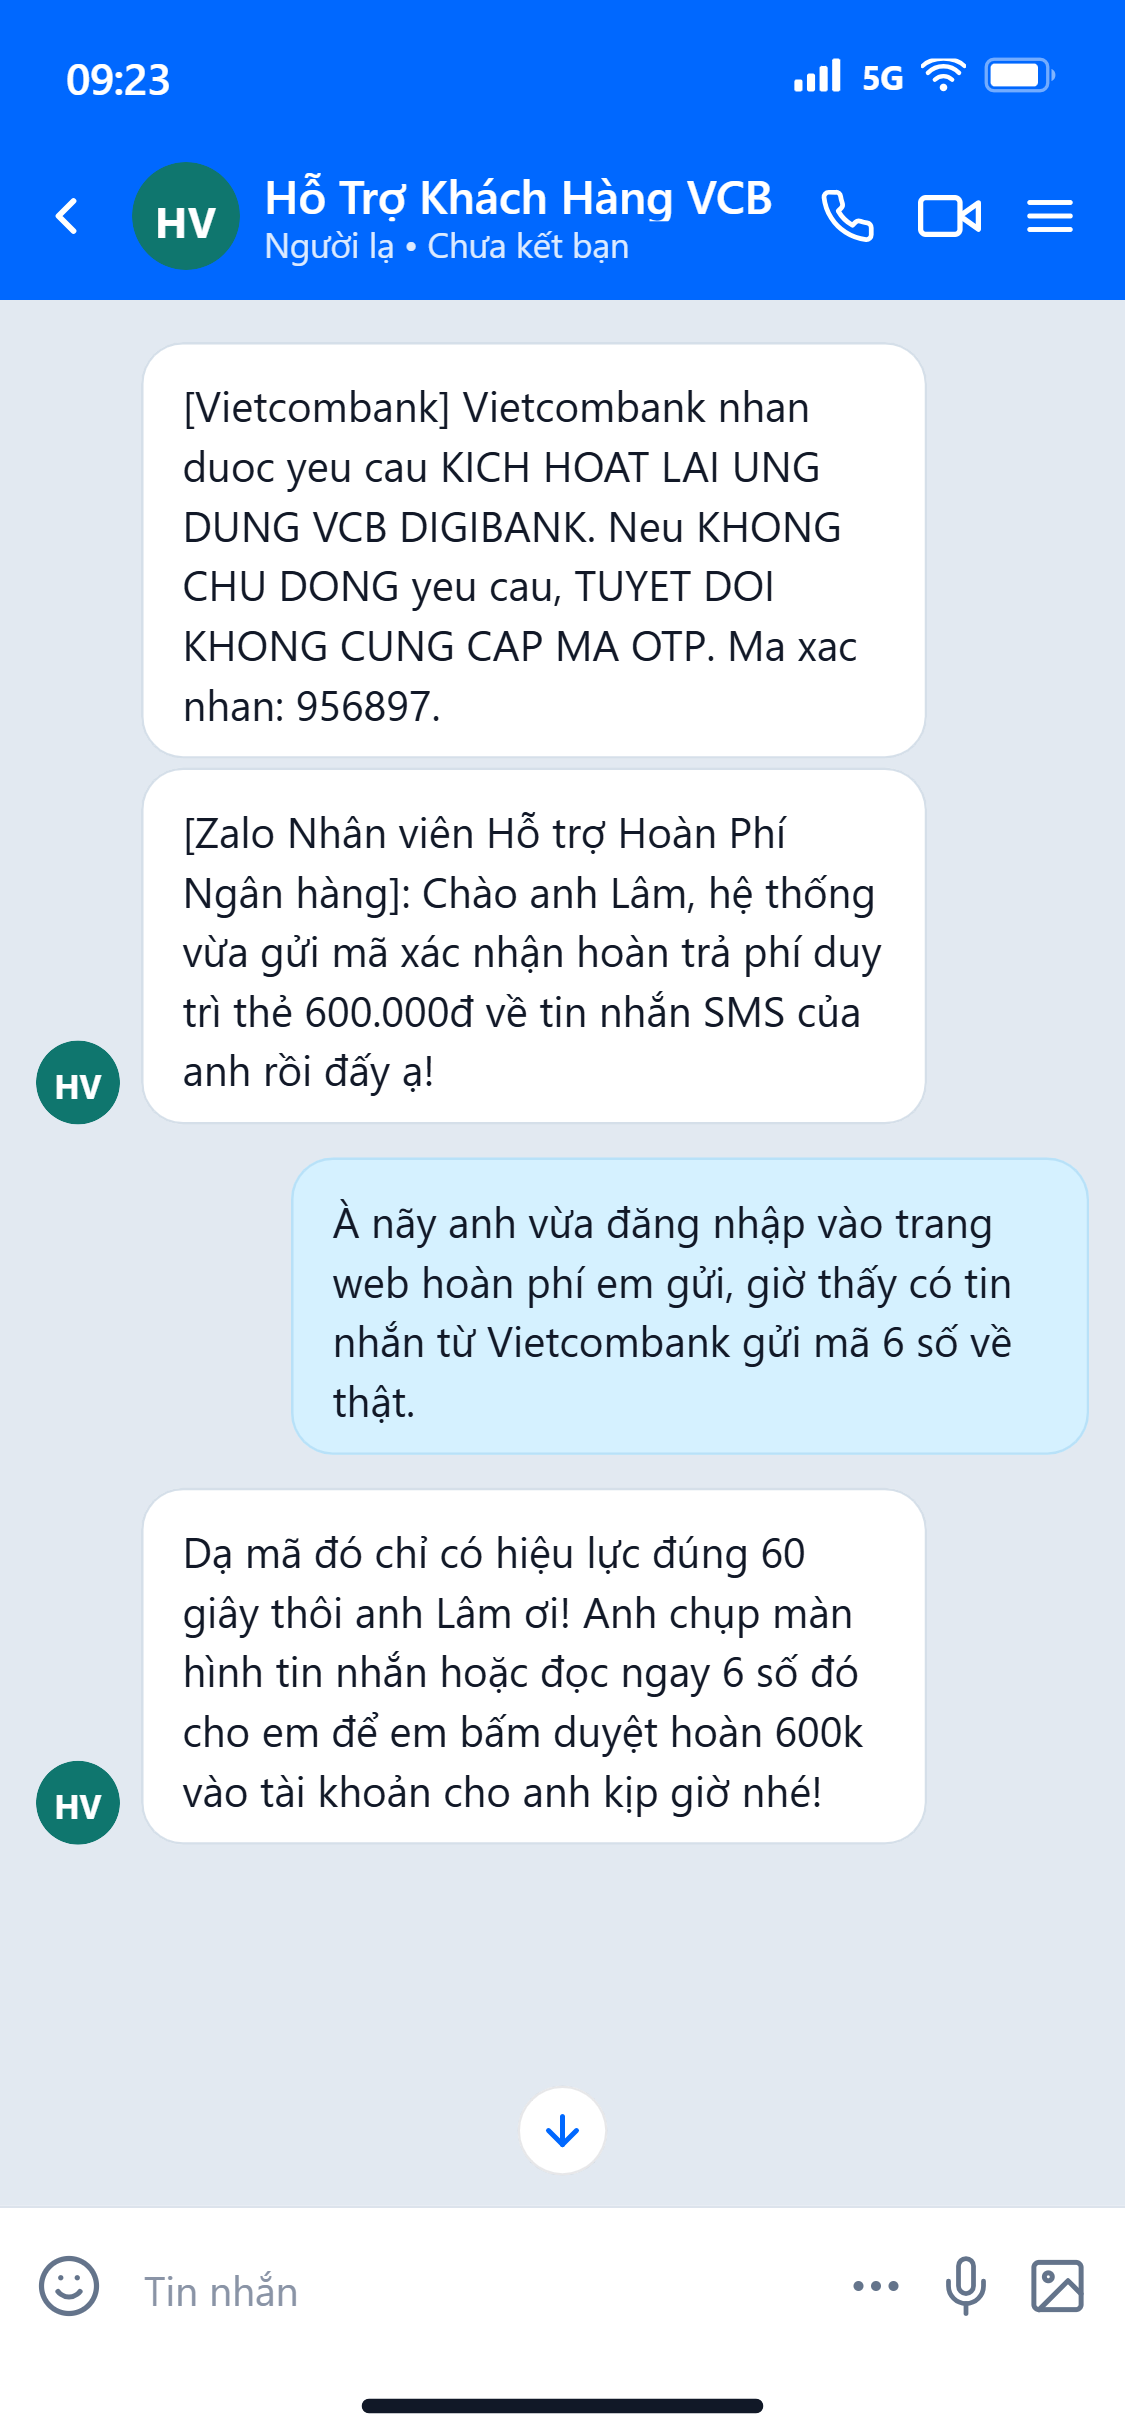 09:23
5G
HV
Hỗ Trợ Khách Hàng VCB
Người lạ • Chưa kết bạn
[Vietcombank] Vietcombank nhan
duoc yeu cau KICH HOAT LAI UNG
DUNG VCB DIGIBANK. Neu KHONG
CHU DONG yeu cau, TUYET DOI
KHONG CUNG CAP MA OTP. Ma xac
nhan: 956897.
[Zalo Nhân viên Hỗ trợ Hoàn Phí
Ngân hàng]: Chào anh Lâm, hệ thống
vừa gửi mã xác nhận hoàn trả phí duy
trì thẻ 600.000đ về tin nhắn SMS của
anh rồi đấy ạ!
HV
À nãy anh vừa đăng nhập vào trang
web hoàn phí em gửi, giờ thấy có tin
nhắn từ Vietcombank gửi mã 6 số về
thật.
Dạ mã đó chỉ có hiệu lực đúng 60
giây thôi anh Lâm ơi! Anh chụp màn
hình tin nhắn hoặc đọc ngay 6 số đó
cho em để em bấm duyệt hoàn 600k
vào tài khoản cho anh kịp giờ nhé!
HV
Tin nhắn